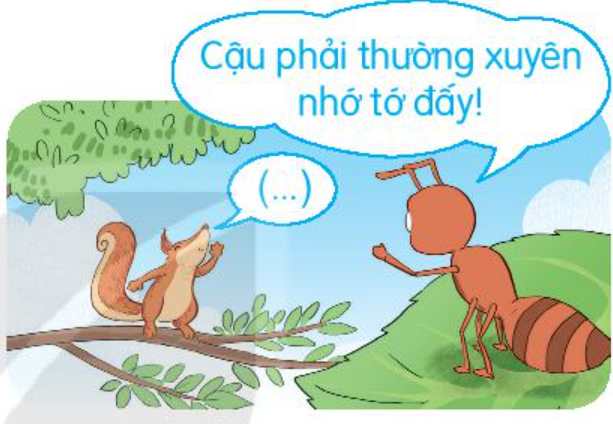 Cậu phải thường xuyên
nhớ tớ đấy!
(...)